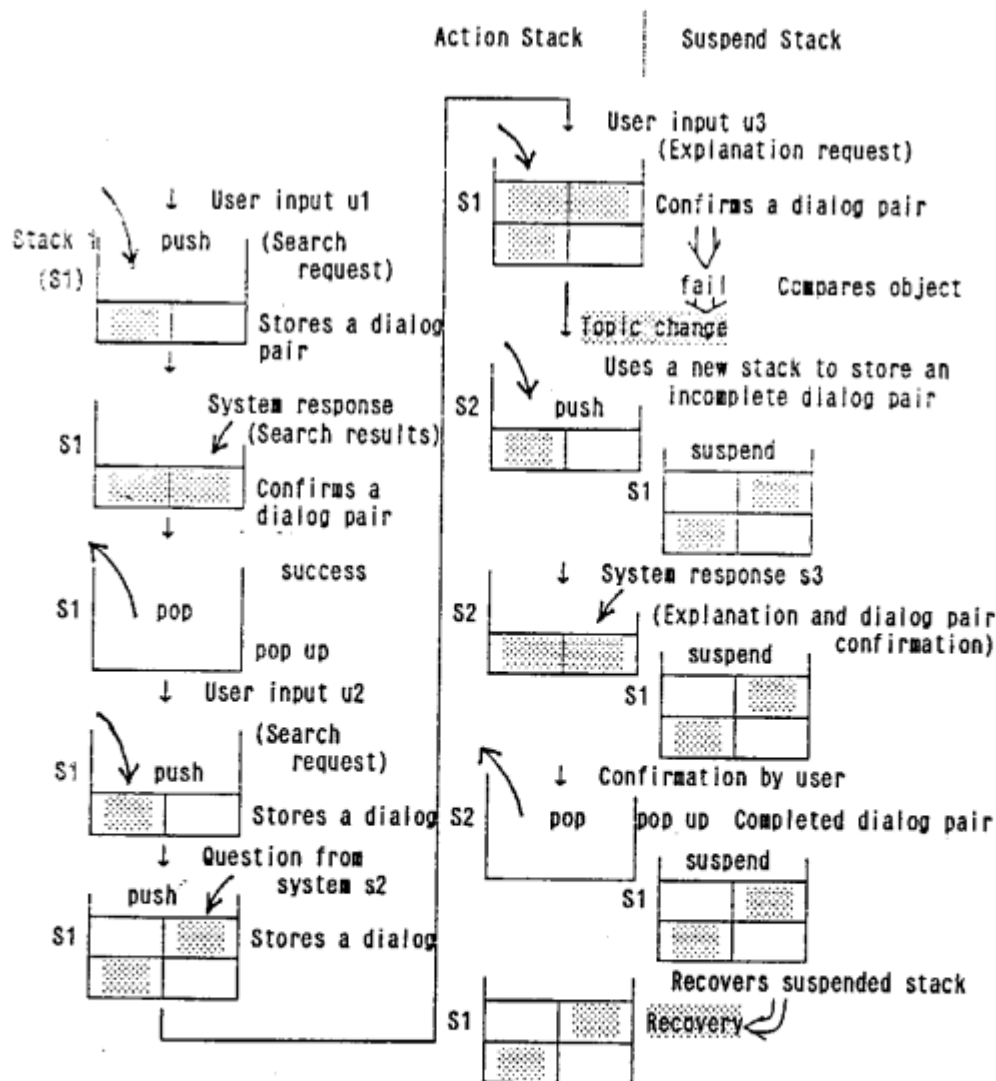 Action Stack
Suspend Stack
User input u1
Stack 1
(S1)
push
(Search
request)
Stores a dialog
pair
System response
(Search results)
S1
Confirms a
dialog pair
success
S1
pop
pop up
User input u2
(Search
request)
S1
push
Stores a dialog
Question from
system s2
push
S1
Stores a dialog
User input u3
(Explanation request)
S1
Confirms a dialog pair
fail
Compares object
Topic change
Uses a new stack to store an
incomplete dialog pair
S2
push
suspend
S1
System response s3
S2
(Explanation and dialog pair
confirmation)
suspend
S1
Confirmation by user
S2
pop
pop up Completed dialog pair
suspend
S1
Recovers suspended stack
S1
Recovery